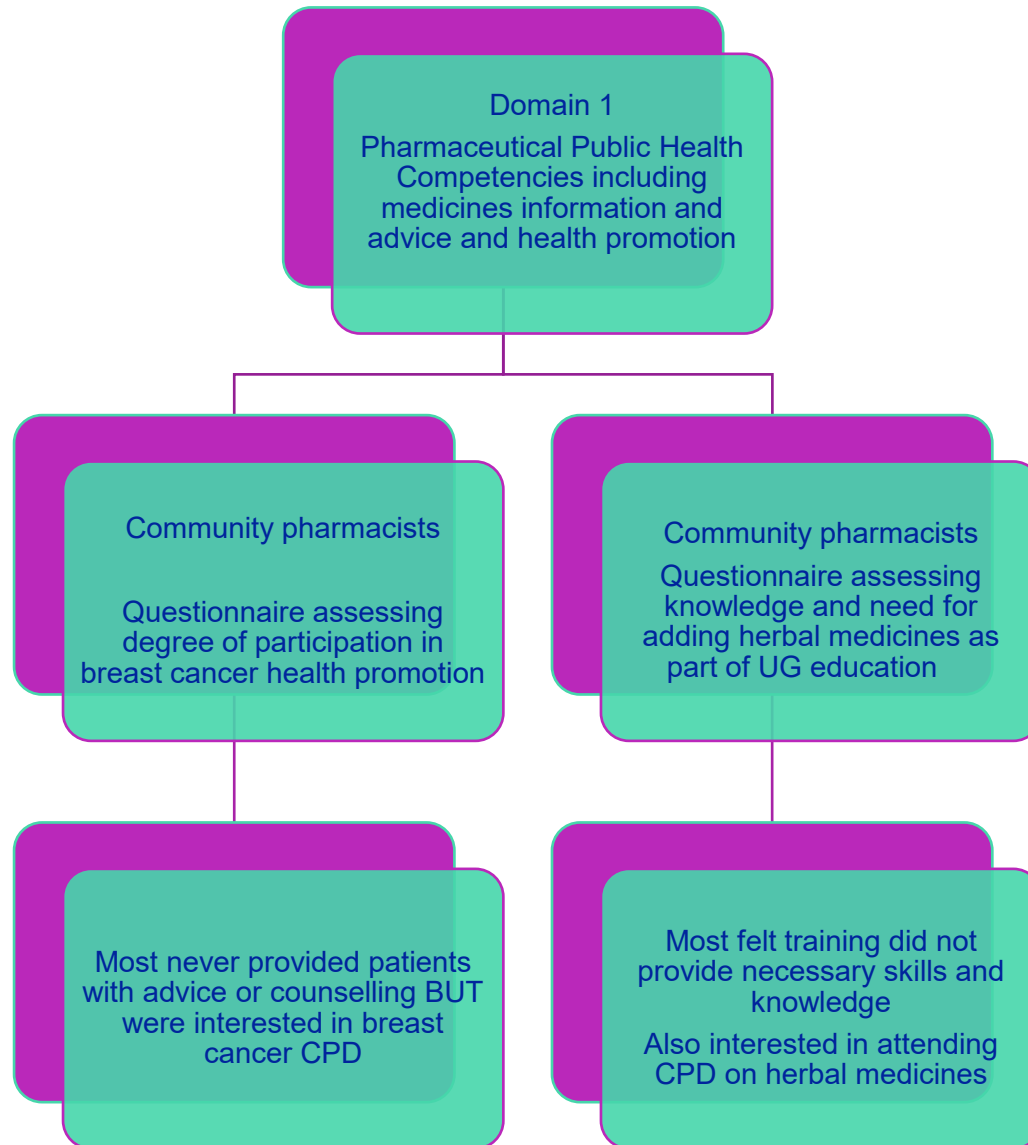 Domain 1
Pharmaceutical Public Health
Competencies including
medicines information and
advice and health promotion
Community pharmacists
Questionnaire assessing
degree of participation in
breast cancer health promotion
Community pharmacists
Questionnaire assessing
knowledge and need for
adding herbal medicines as
part of UG education
Most never provided patients
with advice or counselling BUT
were interested in breast
cancer CPD
Most felt training did not
provide necessary skills and
knowledge
Also interested in attending
CPD on herbal medicines